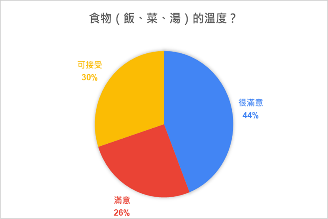 食物（飯、菜、湯）的溫度？
可接受
30%
很滿意
44%
滿意
26%